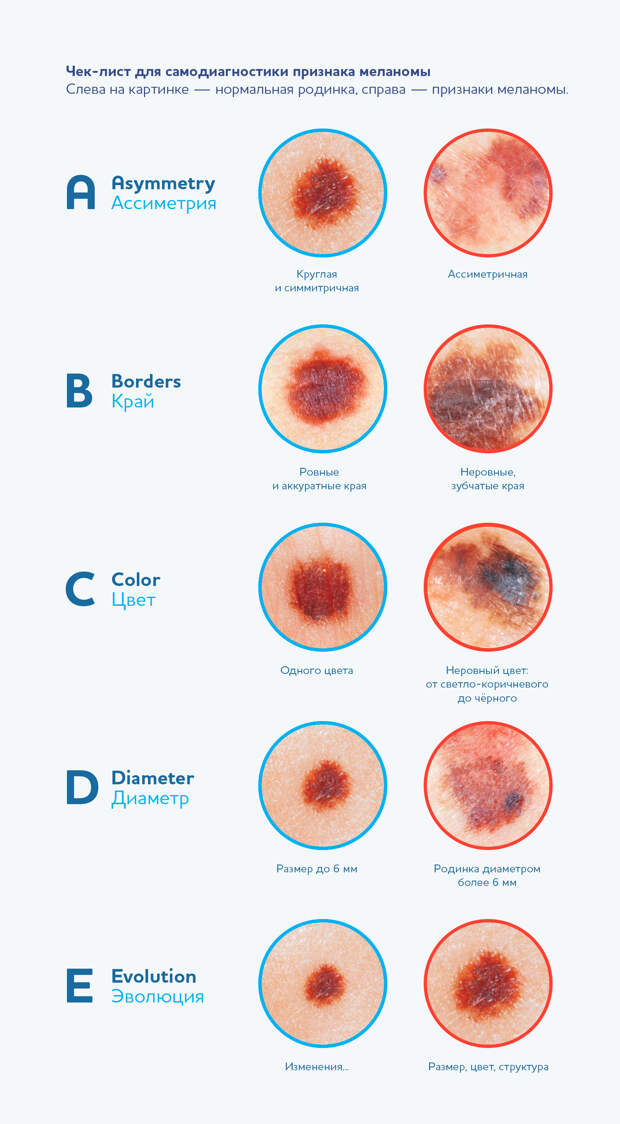 Чек-лист для самодиагностики признака меланомы
Слева на картинке — нормальная родинка, справа — признаки меланомы.
A
Asymmetry
Ассиметрия
Круглая
и симмитричная
Ассиметричная
B
Borders
Край
Ровные
и аккуратные края
Неровные,
зубчатые края
C
Color
Цвет
Одного цвета
Неровный цвет:
от светло-коричневого
до чёрного
D
Diameter
Диаметр
Размер до 6 мм
Родинка диаметром
более 6 мм
E
Evolution
Эволюция
Изменения...
Размер, цвет, структура